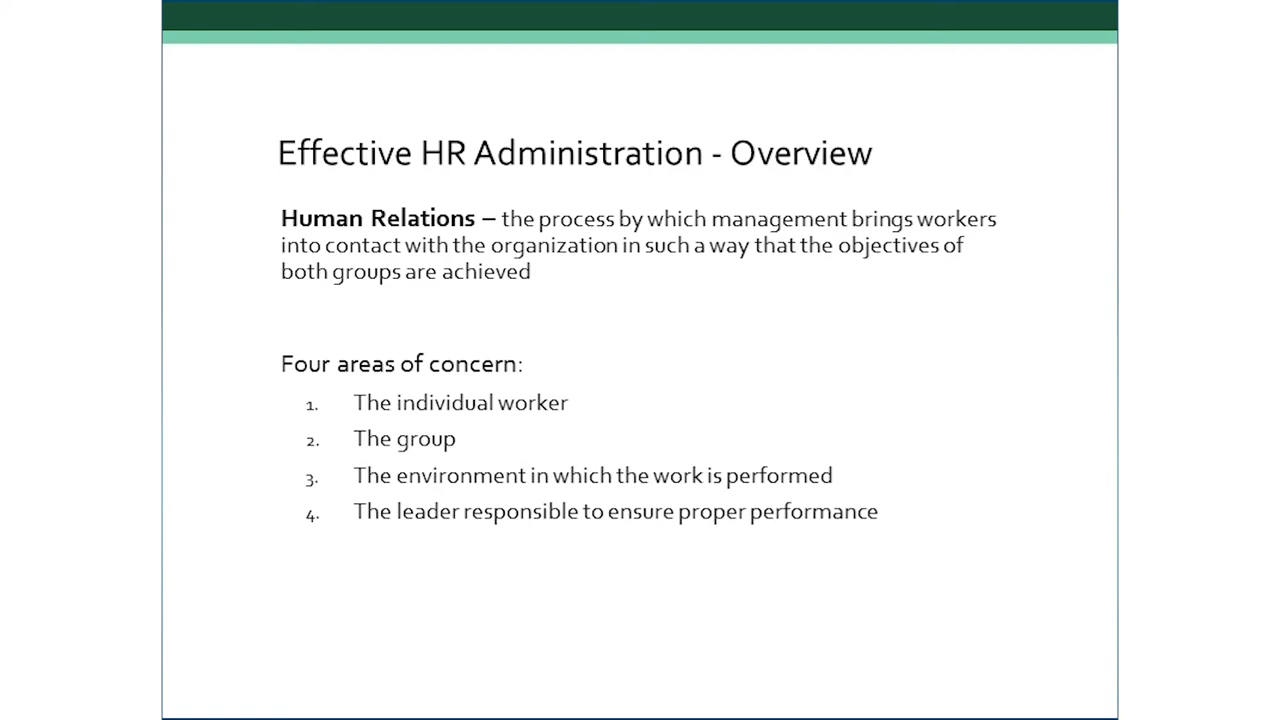 Effective HR Administration - Overview
Human Relations – the process by which management brings workers
into contact with the organization in such a way that the objectives of
both groups are achieved
Four areas of concern:
1. The individual worker
2. The group
3. The environment in which the work is performed
4. The leader responsible to ensure proper performance